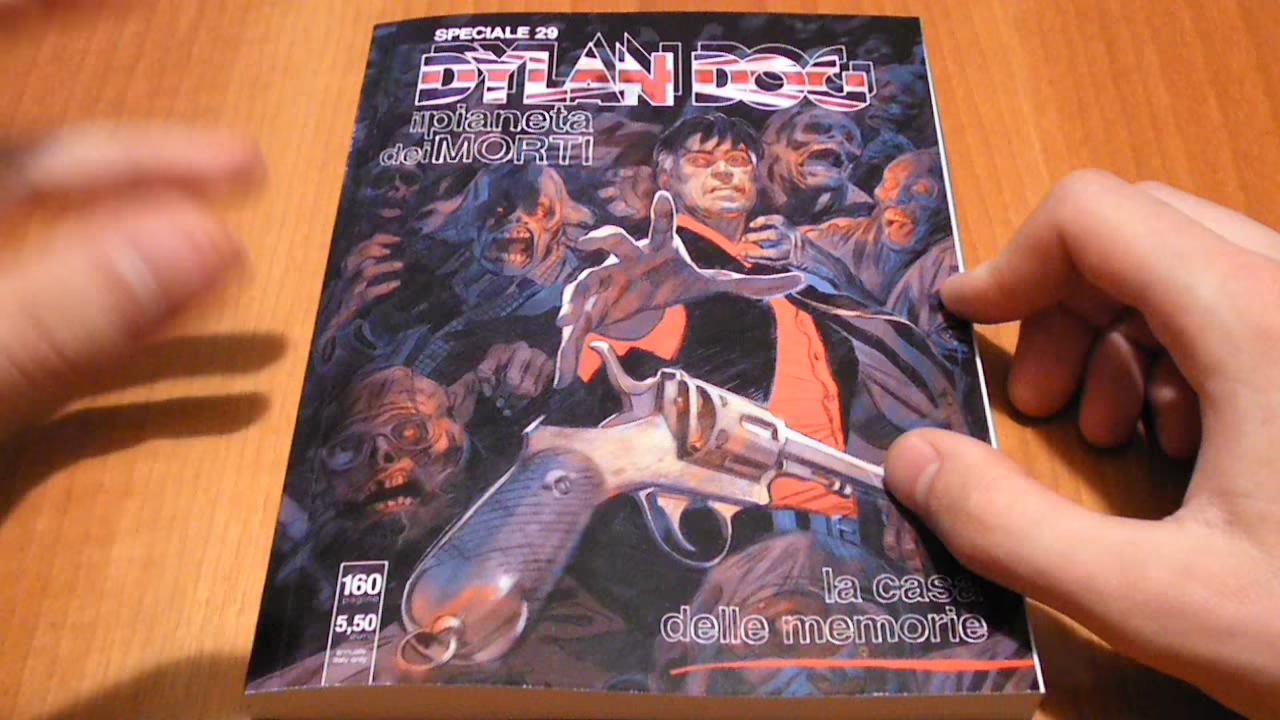 SPECIALE 29
DYLAN DOG
il pianeta
dei MORTI
160
pagine
5,50
euro
annuale
italy only
la casa
delle memorie